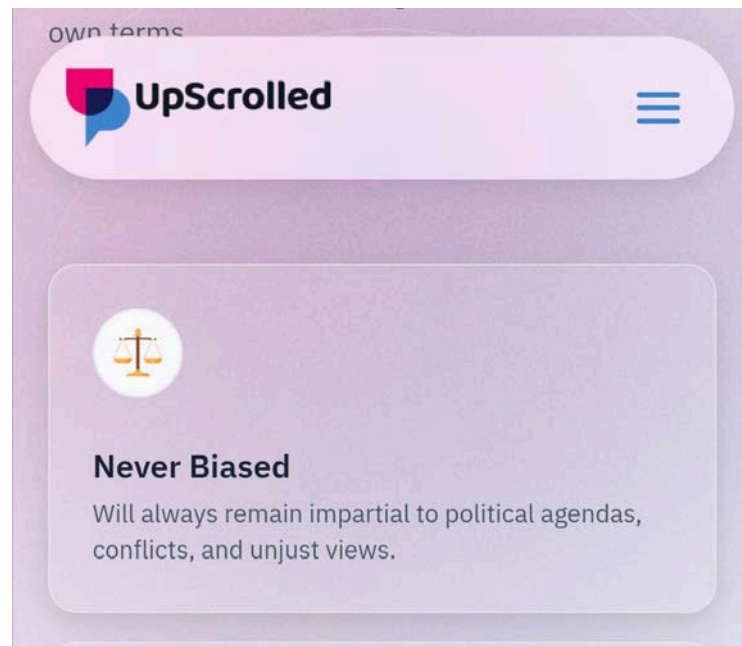 own terms
UpScrolled
Never Biased
Will always remain impartial to political agendas,
conflicts, and unjust views.